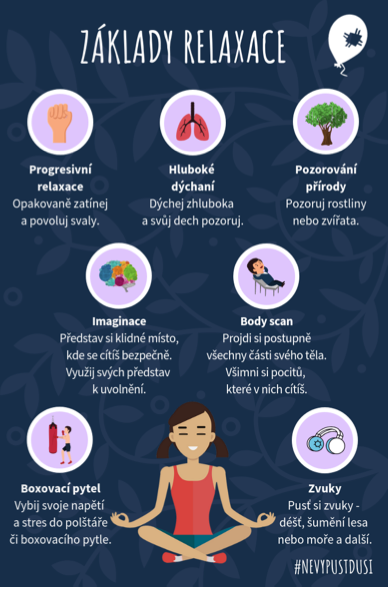 ZÁKLADY RELAXACE
Progresivní
relaxace
Opakovaně zatínej
a povoluj svaly.
Hluboké
dýchaní
Dýchej zhluboka
a svůj dech pozoruj.
Pozorování
přírody
Pozoruj rostliny
nebo zvířata.
Imaginace
Představ si klidné místo,
kde se cítíš bezpečně.
Využij svých představ
k uvolnění.
Body scan
Projdi si postupně
všechny části svého těla.
Všimni si pocitů,
které v nich cítíš.
Boxovací pytel
Vybij svoje napětí
a stres do polštáře
či boxovacího pytle.
Zvuky
Pusť si zvuky -
déšť, šumění lesa
nebo moře a další.
#NEVYPUSTDUSI